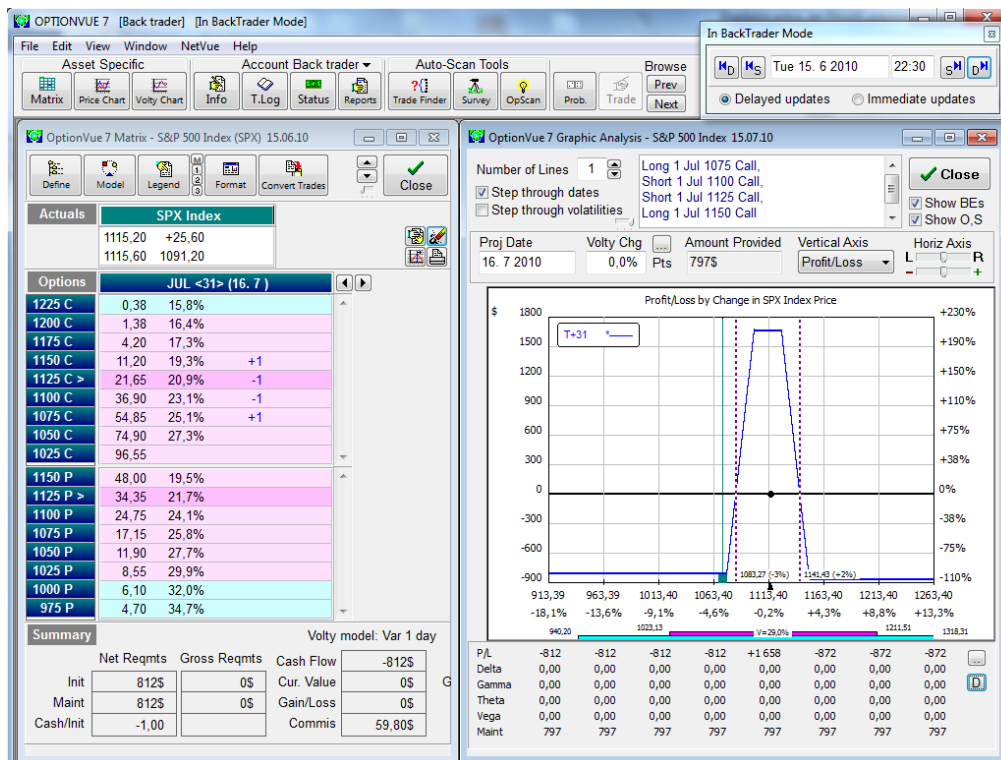 OPTIONVUE 7 [Back trader] [In BackTrader Mode]
File Edit View Window NetVue Help
Asset Specific Account Back trader Auto-Scan Tools Browse
Matrix Price Chart Volty Chart Info T.Log Status Reports Trade Finder Survey OpScan Prob. Trade Prev Next
In BackTrader Mode
D S Tue 15. 6 2010 22:30 S D
Delayed updates Immediate updates
OptionVue 7 Matrix - S&P 500 Index (SPX) 15.06.10
Define Model Legend M 1 2 3 Format Convert Trades Close
Actuals SPX Index
1115,20 +25,60
1115,60 1091,20
Options JUL <31> (16. 7 )
1225 C 0,38 15,8%
1200 C 1,38 16,4%
1175 C 4,20 17,3%
1150 C 11,20 19,3% +1
1125 C > 21,65 20,9% -1
1100 C 36,90 23,1% -1
1075 C 54,85 25,1% +1
1050 C 74,90 27,3%
1025 C 96,55
1150 P 48,00 19,5%
1125 P > 34,35 21,7%
1100 P 24,75 24,1%
1075 P 17,15 25,8%
1050 P 11,90 27,7%
1025 P 8,55 29,9%
1000 P 6,10 32,0%
975 P 4,70 34,7%
Summary Volty model: Var 1 day
Net Reqmts Gross Reqmts Cash Flow -812$
Init 812$ 0$ Cur. Value 0$ G
Maint 812$ 0$ Gain/Loss 0$
Cash/Init -1,00 Commis 59,80$
OptionVue 7 Graphic Analysis - S&P 500 Index 15.07.10
Number of Lines 1
Step through dates
Step through volatilities
Long 1 Jul 1075 Call,
Short 1 Jul 1100 Call,
Short 1 Jul 1125 Call,
Long 1 Jul 1150 Call
Close
Show BEs
Show O,S
Proj Date Volty Chg ... Amount Provided Vertical Axis Horiz Axis
16. 7 2010 0,0% Pts 797$ Profit/Loss L R
- +
Profit/Loss by Change in SPX Index Price
$ 1800 +230%
T+31 *
1500 +190%
1200 +150%
900 +110%
600 +75%
300 +38%
0 0%
-300 -38%
-600 -75%
-900 -110%
1083,27 (-3%) 1141,43 (+2%)
913,39 963,39 1013,40 1063,40 1113,40 1163,40 1213,40 1263,40
-18,1% -13,6% -9,1% -4,6% -0,2% +4,3% +8,8% +13,3%
940,20 1023,13 V=29,0% 1211,51 1318,31
P/L -812 -812 -812 -812 +1 658 -872 -872 -872 ...
Delta 0,00 0,00 0,00 0,00 0,00 0,00 0,00 0,00
Gamma 0,00 0,00 0,00 0,00 0,00 0,00 0,00 0,00 D
Theta 0,00 0,00 0,00 0,00 0,00 0,00 0,00 0,00
Vega 0,00 0,00 0,00 0,00 0,00 0,00 0,00 0,00
Maint 797 797 797 797 797 797 797 797